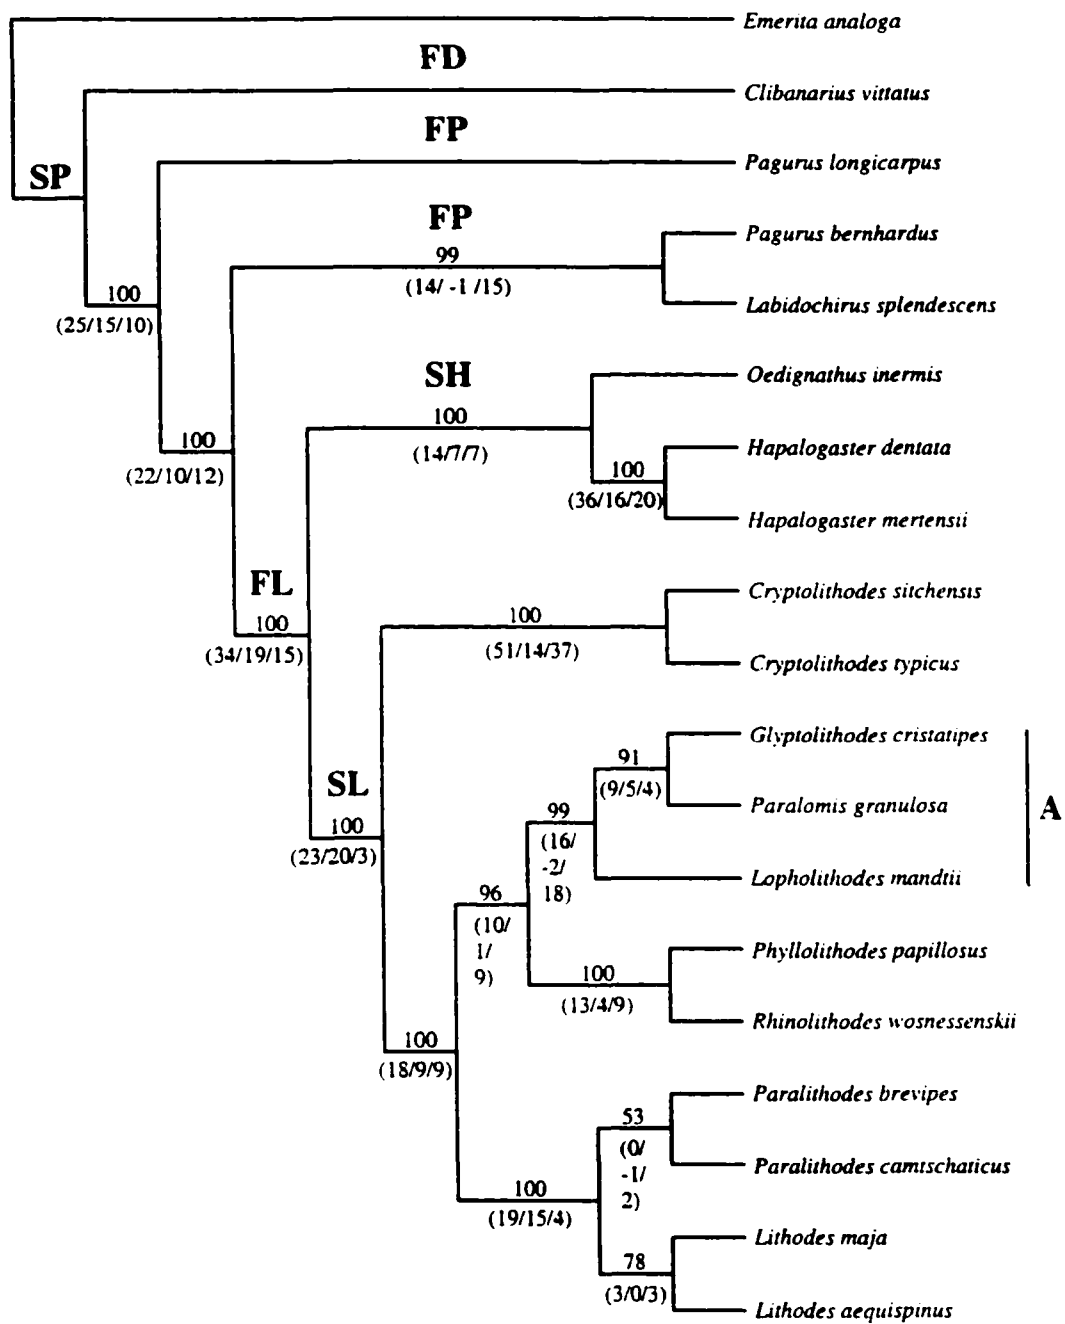 Emerita analoga
FD
Clibanarius vittatus
FP
Pagurus longicarpus
SP
FP
Pagurus bernhardus
99
(14/ -1 /15)
Labidochirus splendescens
100
(25/15/10)
SH
Oedignathus inermis
100
(14/7/7)
100
(22/10/12)
Hapalogaster dentata
100
(36/16/20)
Hapalogaster mertensii
FL
100
(34/19/15)
Cryptolithodes sitchensis
100
(51/14/37)
Cryptolithodes typicus
Glyptolithodes cristatipes
91
(9/5/4)
SL
100
(23/20/3)
Paralomis granulosa
A
99
(16/
-2/
18)
Lopholithodes mandtii
96
(10/
1/
9)
Phyllolithodes papillosus
100
(13/4/9)
Rhinolithodes wosnessenskii
100
(18/9/9)
Paralithodes brevipes
53
(0/
-1/
2)
Paralithodes camtschaticus
100
(19/15/4)
Lithodes maja
78
(3/0/3)
Lithodes aequispinus